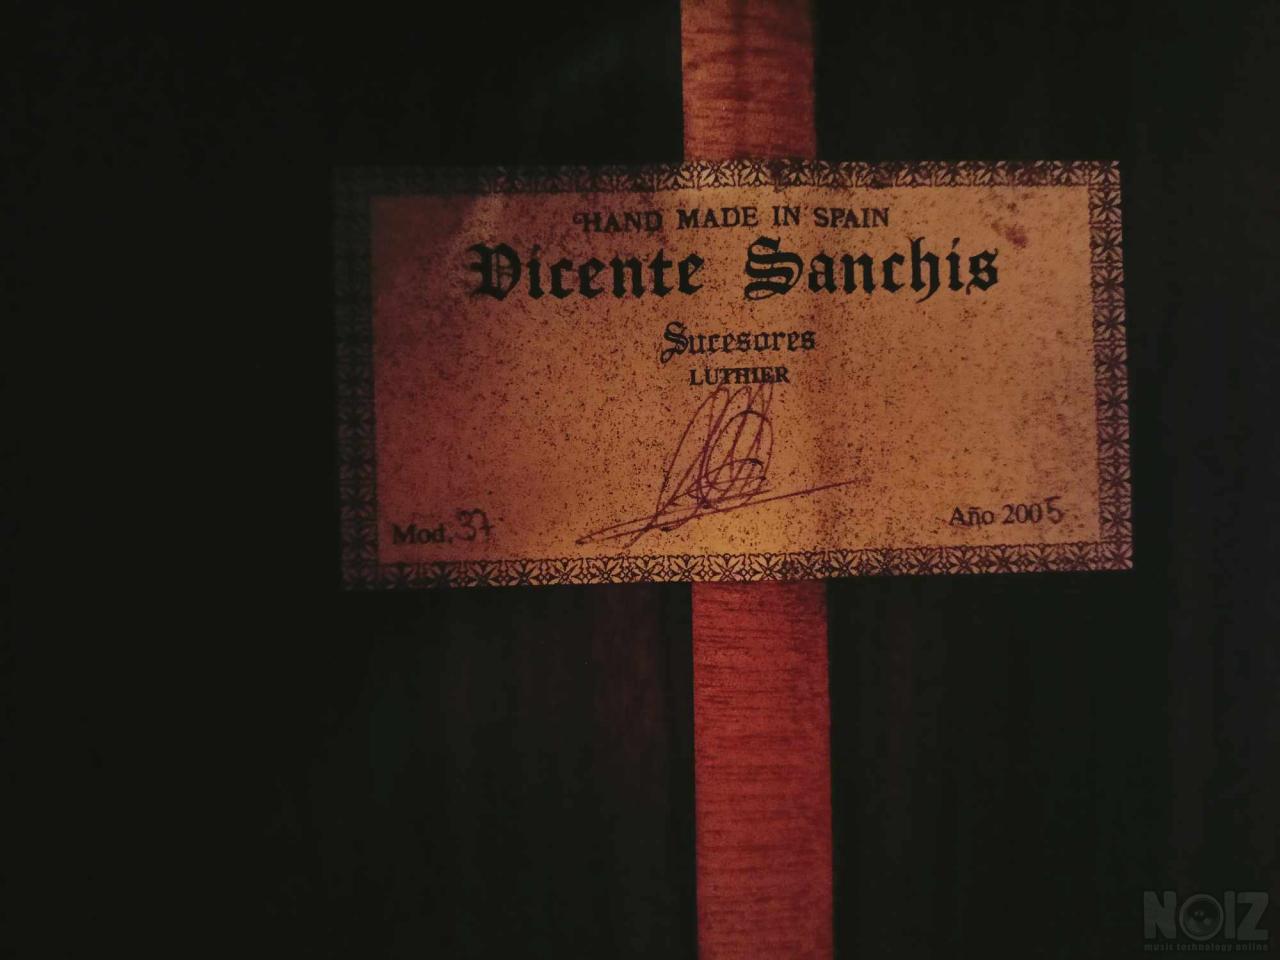 HAND MADE IN SPAIN
Vicente Sanchis
Sucesores
LUTHIER
Mod. 37
Año 2005
NOIZ
music technology online